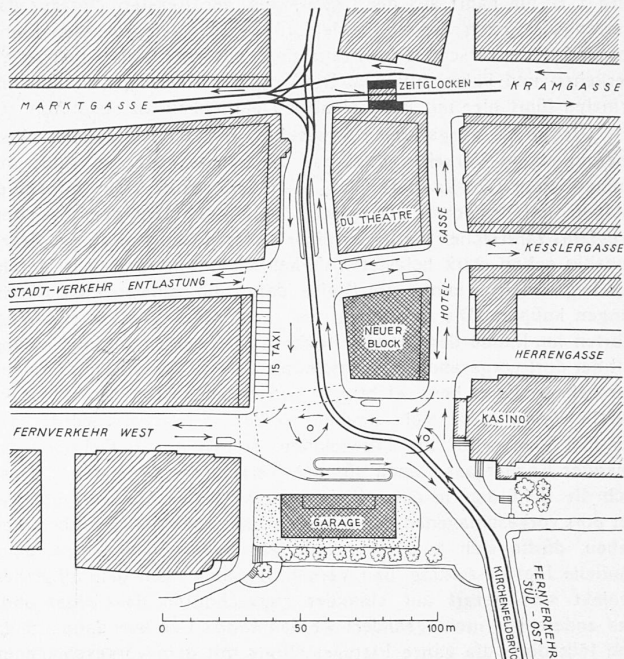 MARKTGASSE
ZEITGLOCKEN
KRAMGASSE
DU THEATRE
GASSE
HOTEL-
KESSLERGASSE
STADT-VERKEHR ENTLASTUNG
15 TAXI
NEUER
BLOCK
HERRENGASSE
KASINO
FERNVERKEHR WEST
GARAGE
KIRCHENFELDBRÜC
FERNVERKEHR
SÜD-OST
0 50 100 m